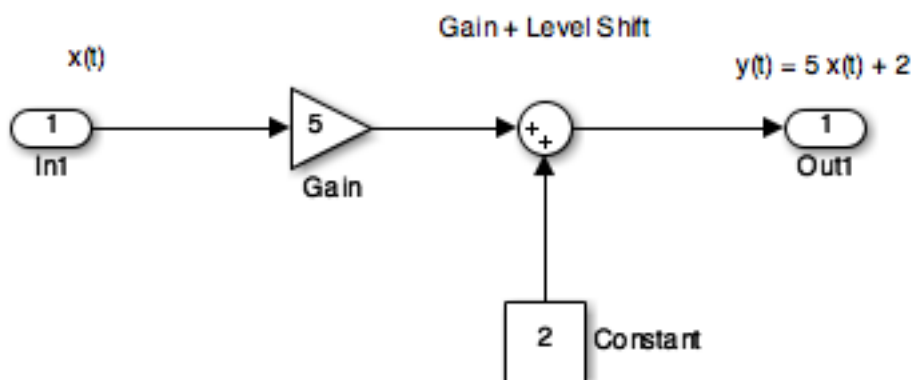 Gain + Level Shift
x(t)
y(t) = 5 x(t) + 2
1
5
+
+
1
In1
Gain
Out1
2
Constant